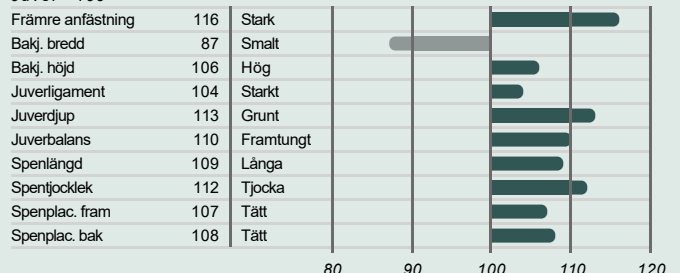 Främre anfästning 116 Stark
Bakj. bredd 87 Smalt
Bakj. höjd 106 Hög
Juverligament 104 Starkt
Juverdjup 113 Grunt
Juverbalans 110 Framtungt
Spenlängd 109 Långa
Spentjocklek 112 Tjocka
Spenplac. fram 107 Tätt
Spenplac. bak 108 Tätt
80 90 100 110 120